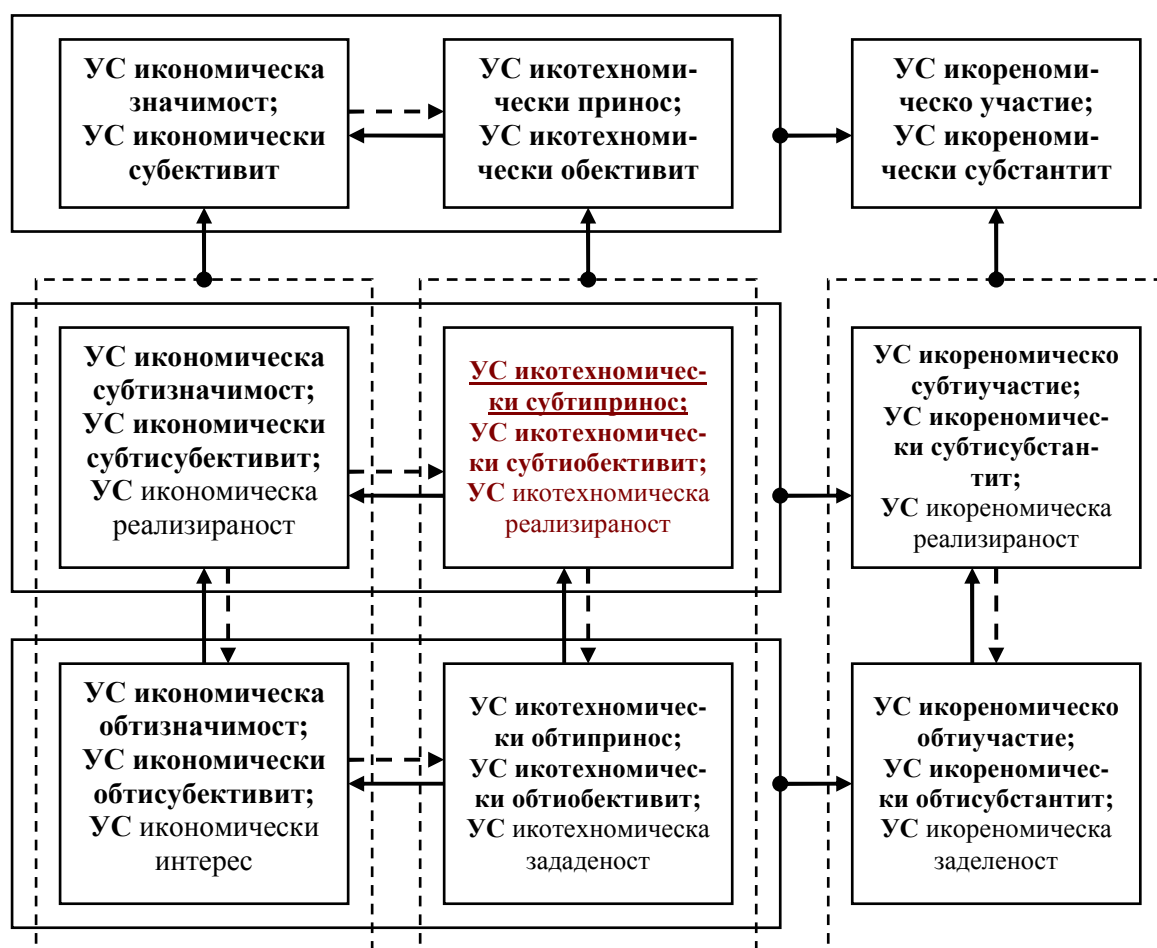 УС икономическа
значимост;
УС икономически
субективит
УС икотехноми-
чески принос;
УС икотехноми-
чески обективит
УС икореноми-
ческо участие;
УС икореноми-
чески субстантит
УС икономическа
субтизначимост;
УС икономически
субтисубективит;
УС икономическа
реализираност
УС икотехномичес-
ки субтипринос;
УС икотехномичес-
ки субтиобективит;
УС икотехномическа
реализираност
УС икореномическо
субтиучастие;
УС икореномичес-
ки субтисубстан-
тит;
УС икореномическа
реализираност
УС икономическа
обтизначимост;
УС икономически
обтисубективит;
УС икономически
интерес
УС икотехномичес-
ки обтипринос;
УС икотехномичес-
ки обтиобективит;
УС икотехномическа
зададеност
УС икореномическо
обтиучастие;
УС икореномичес-
ки обтисубстантит;
УС икореномическа
заделеност